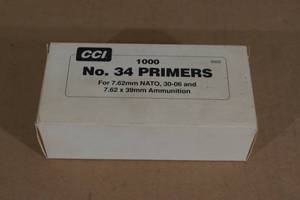 CCI
1000
No. 34 PRIMERS
For 7.62mm NATO, 30-06 and
7.62 x 39mm Ammunition